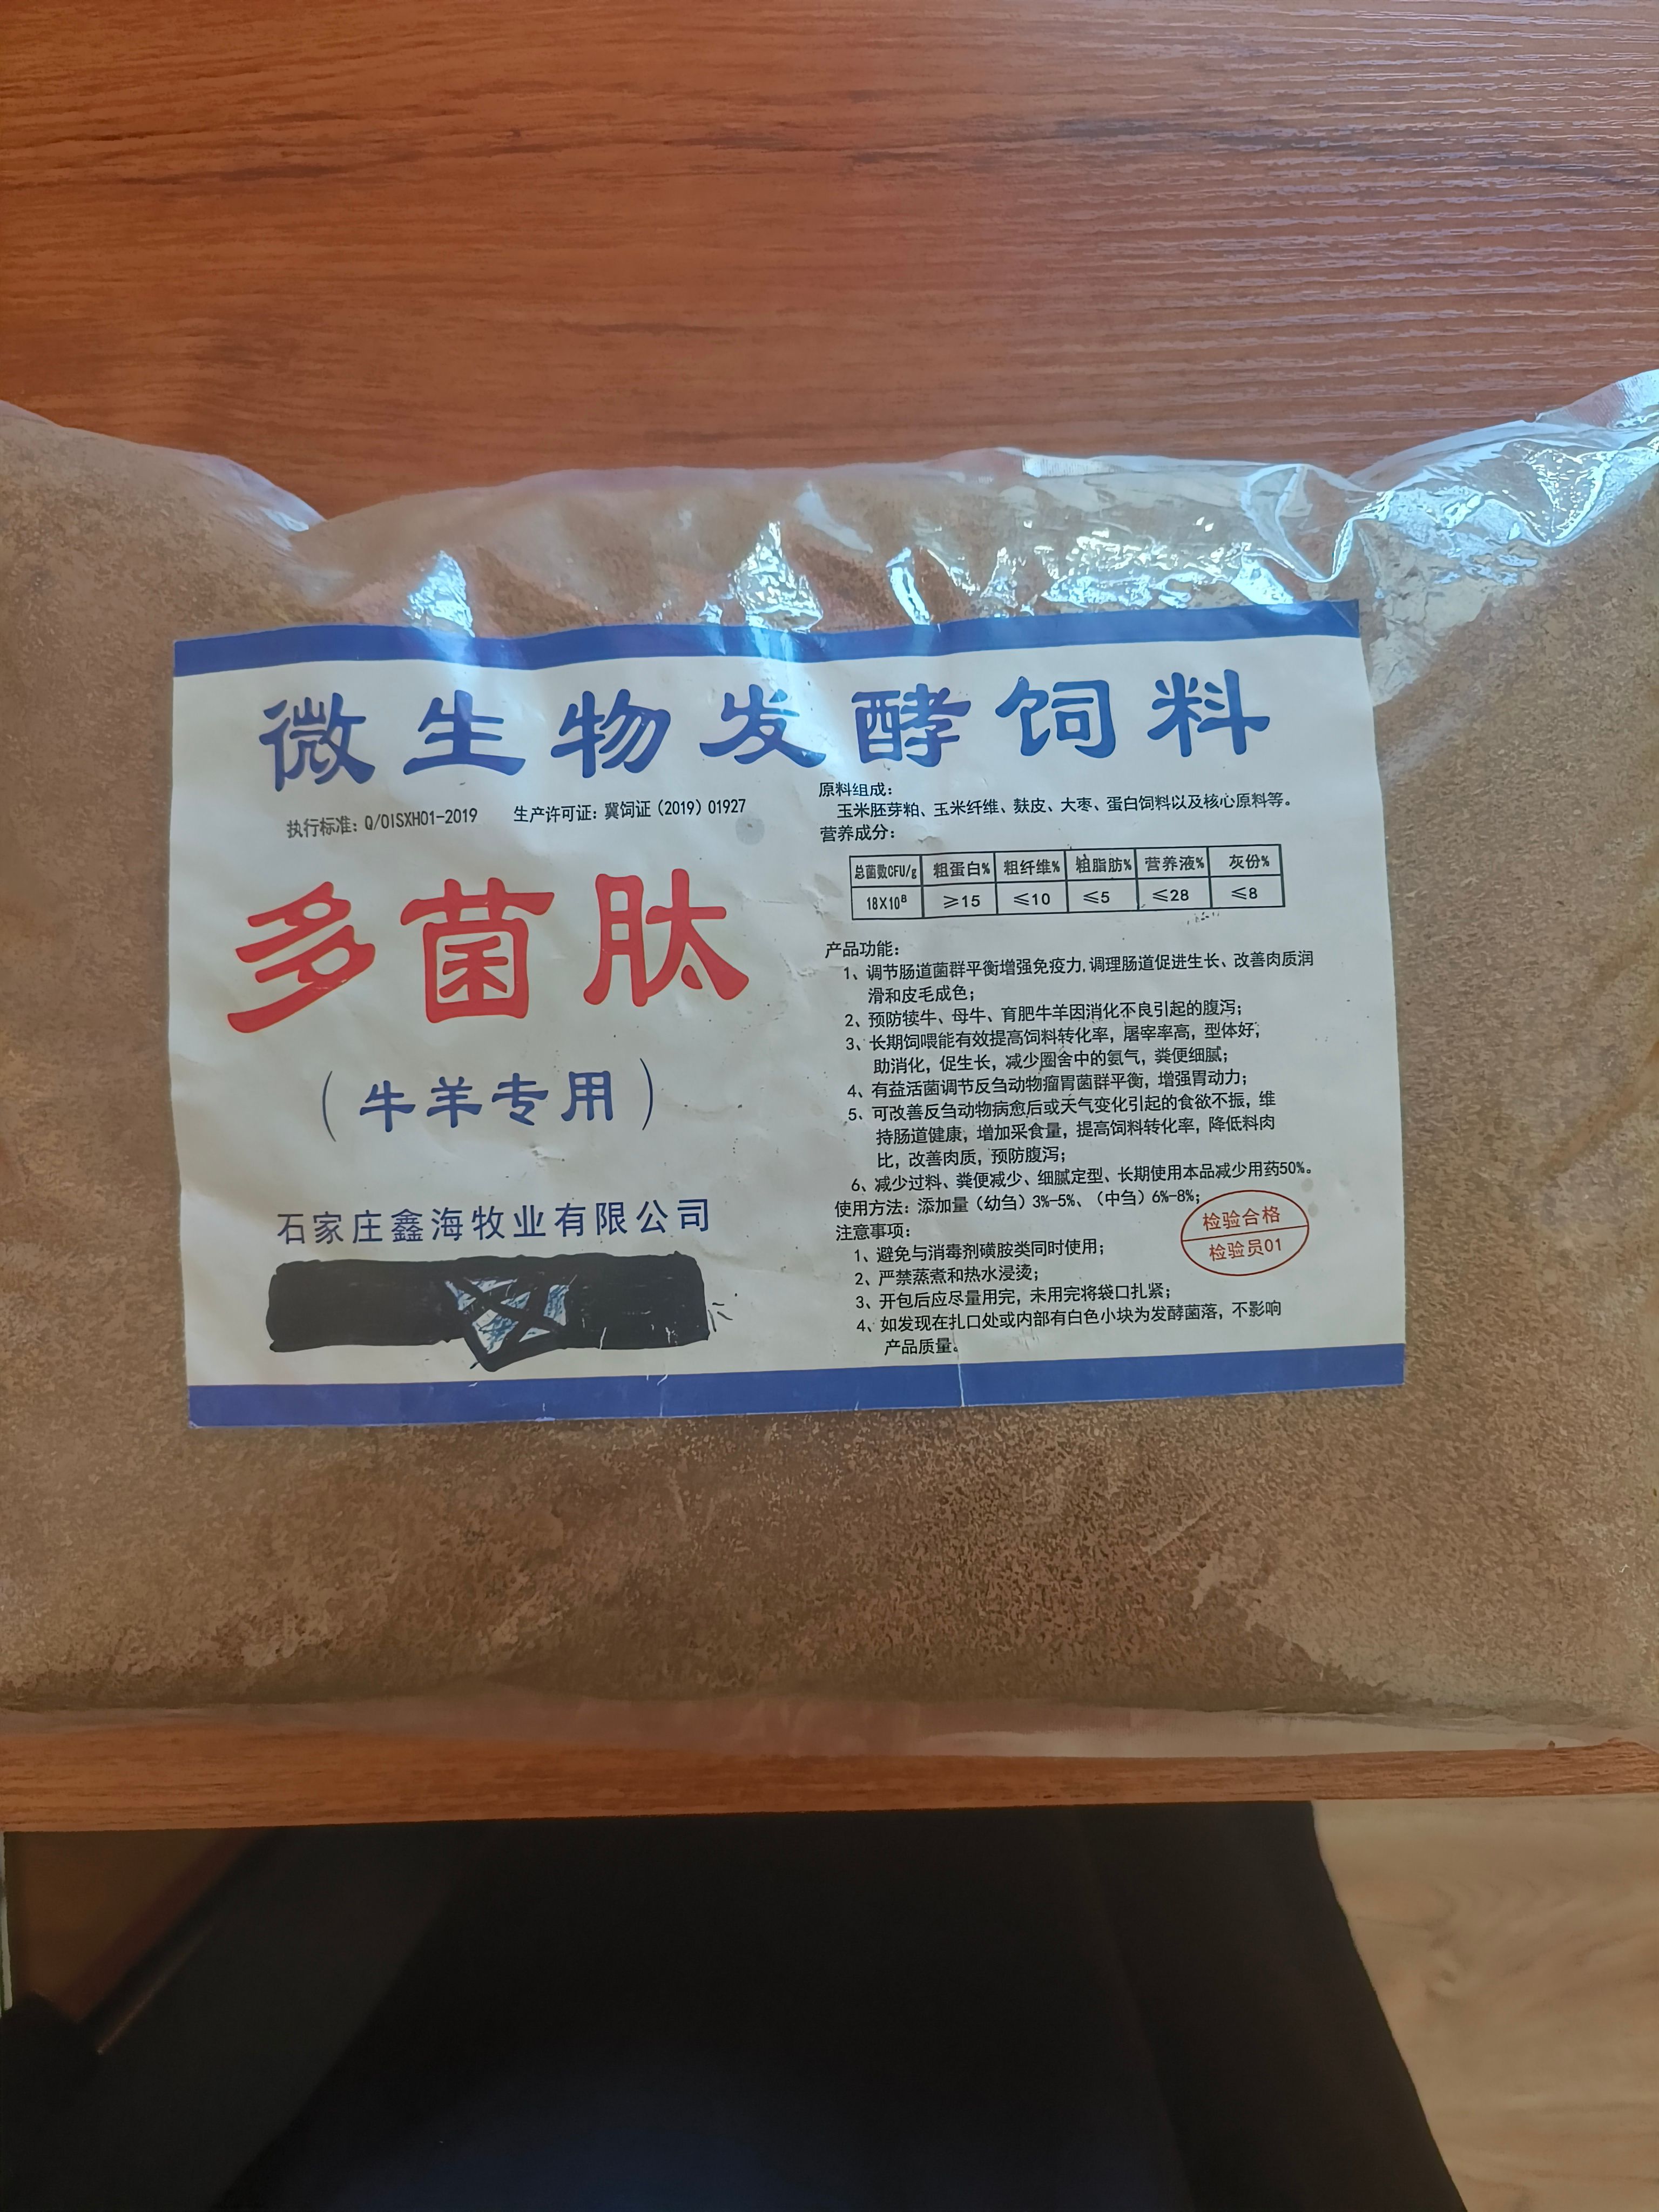 微生物发酵饲料
执行标准：Q/01SXH01-2019 生产许可证：冀饲证（2019）01927
多菌肽
（牛羊专用）
石家庄鑫海牧业有限公司
原料组成：
玉米胚芽粕、玉米纤维、麸皮、大枣、蛋白饲料以及核心原料等。
营养成分：
总菌数CFU/g 粗蛋白% 粗纤维% 粗脂肪% 营养液% 灰份%
18X10⁸ ≥15 ≤10 ≤5 ≤28 ≤8
产品功能：
1、调节肠道菌群平衡增强免疫力,调理肠道促进生长、改善肉质润
滑和皮毛成色；
2、预防犊牛、母牛、育肥牛羊因消化不良引起的腹泻；
3、长期饲喂能有效提高饲料转化率，屠宰率高，型体好，
助消化，促生长，减少圈舍中的氨气，粪便细腻；
4、有益活菌调节反刍动物瘤胃菌群平衡，增强胃动力；
5、可改善反刍动物病愈后或天气变化引起的食欲不振，维
持肠道健康，增加采食量，提高饲料转化率，降低料肉
比，改善肉质，预防腹泻；
6、减少过料、粪便减少、细腻定型、长期使用本品减少用药50%。
使用方法：添加量（幼刍）3%-5%、（中刍）6%-8%；
注意事项：
1、避免与消毒剂磺胺类同时使用；
2、严禁蒸煮和热水浸烫；
3、开包后应尽量用完，未用完将袋口扎紧；
4、如发现在扎口处或内部有白色小块为发酵菌落，不影响
产品质量。
检验合格
检验员01